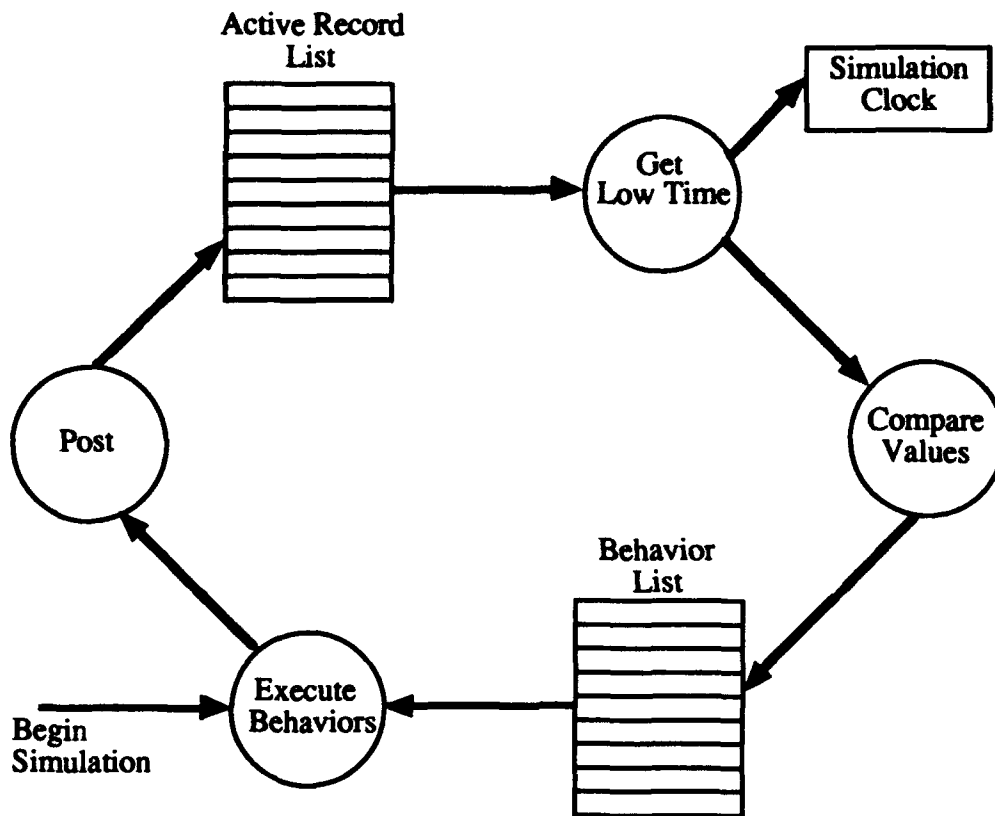 Active Record
List
Simulation
Clock
Get
Low Time
Post
Compare
Values
Behavior
List
Execute
Behaviors
Begin
Simulation